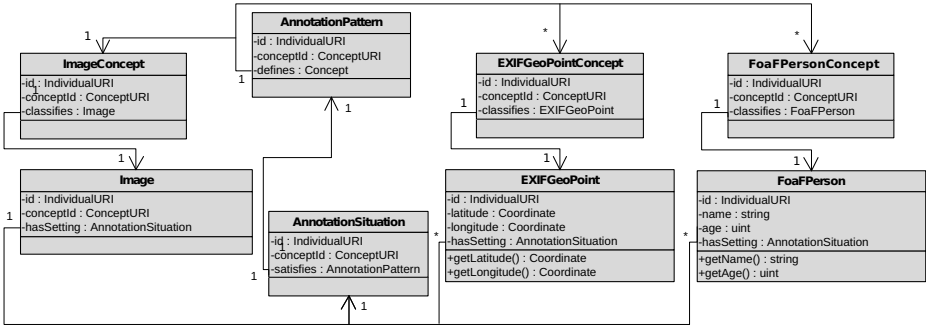 AnnotationPattern
-id : IndividualURI
-conceptId : ConceptURI
-defines : Concept
1
1
1
*
*
ImageConcept
-id : IndividualURI
-conceptId : ConceptURI
-classifies : Image
1
1
EXIFGeoPointConcept
-id : IndividualURI
-conceptId : ConceptURI
-classifies : EXIFGeoPoint
1
1
FoaFPersonConcept
-id : IndividualURI
-conceptId : ConceptURI
-classifies : FoaFPerson
1
1
Image
-id : IndividualURI
-conceptId : ConceptURI
-hasSetting : AnnotationSituation
1
AnnotationSituation
-id : IndividualURI
-conceptId : ConceptURI
-satisfies : AnnotationPattern
1
1
1
EXIFGeoPoint
-id : IndividualURI
-latitude : Coordinate
-longitude : Coordinate
-hasSetting : AnnotationSituation
+getLatitude() : Coordinate
+getLongitude() : Coordinate
*
FoaFPerson
-id : IndividualURI
-name : string
-age : uint
-hasSetting : AnnotationSituation
+getName() : string
+getAge() : uint
*